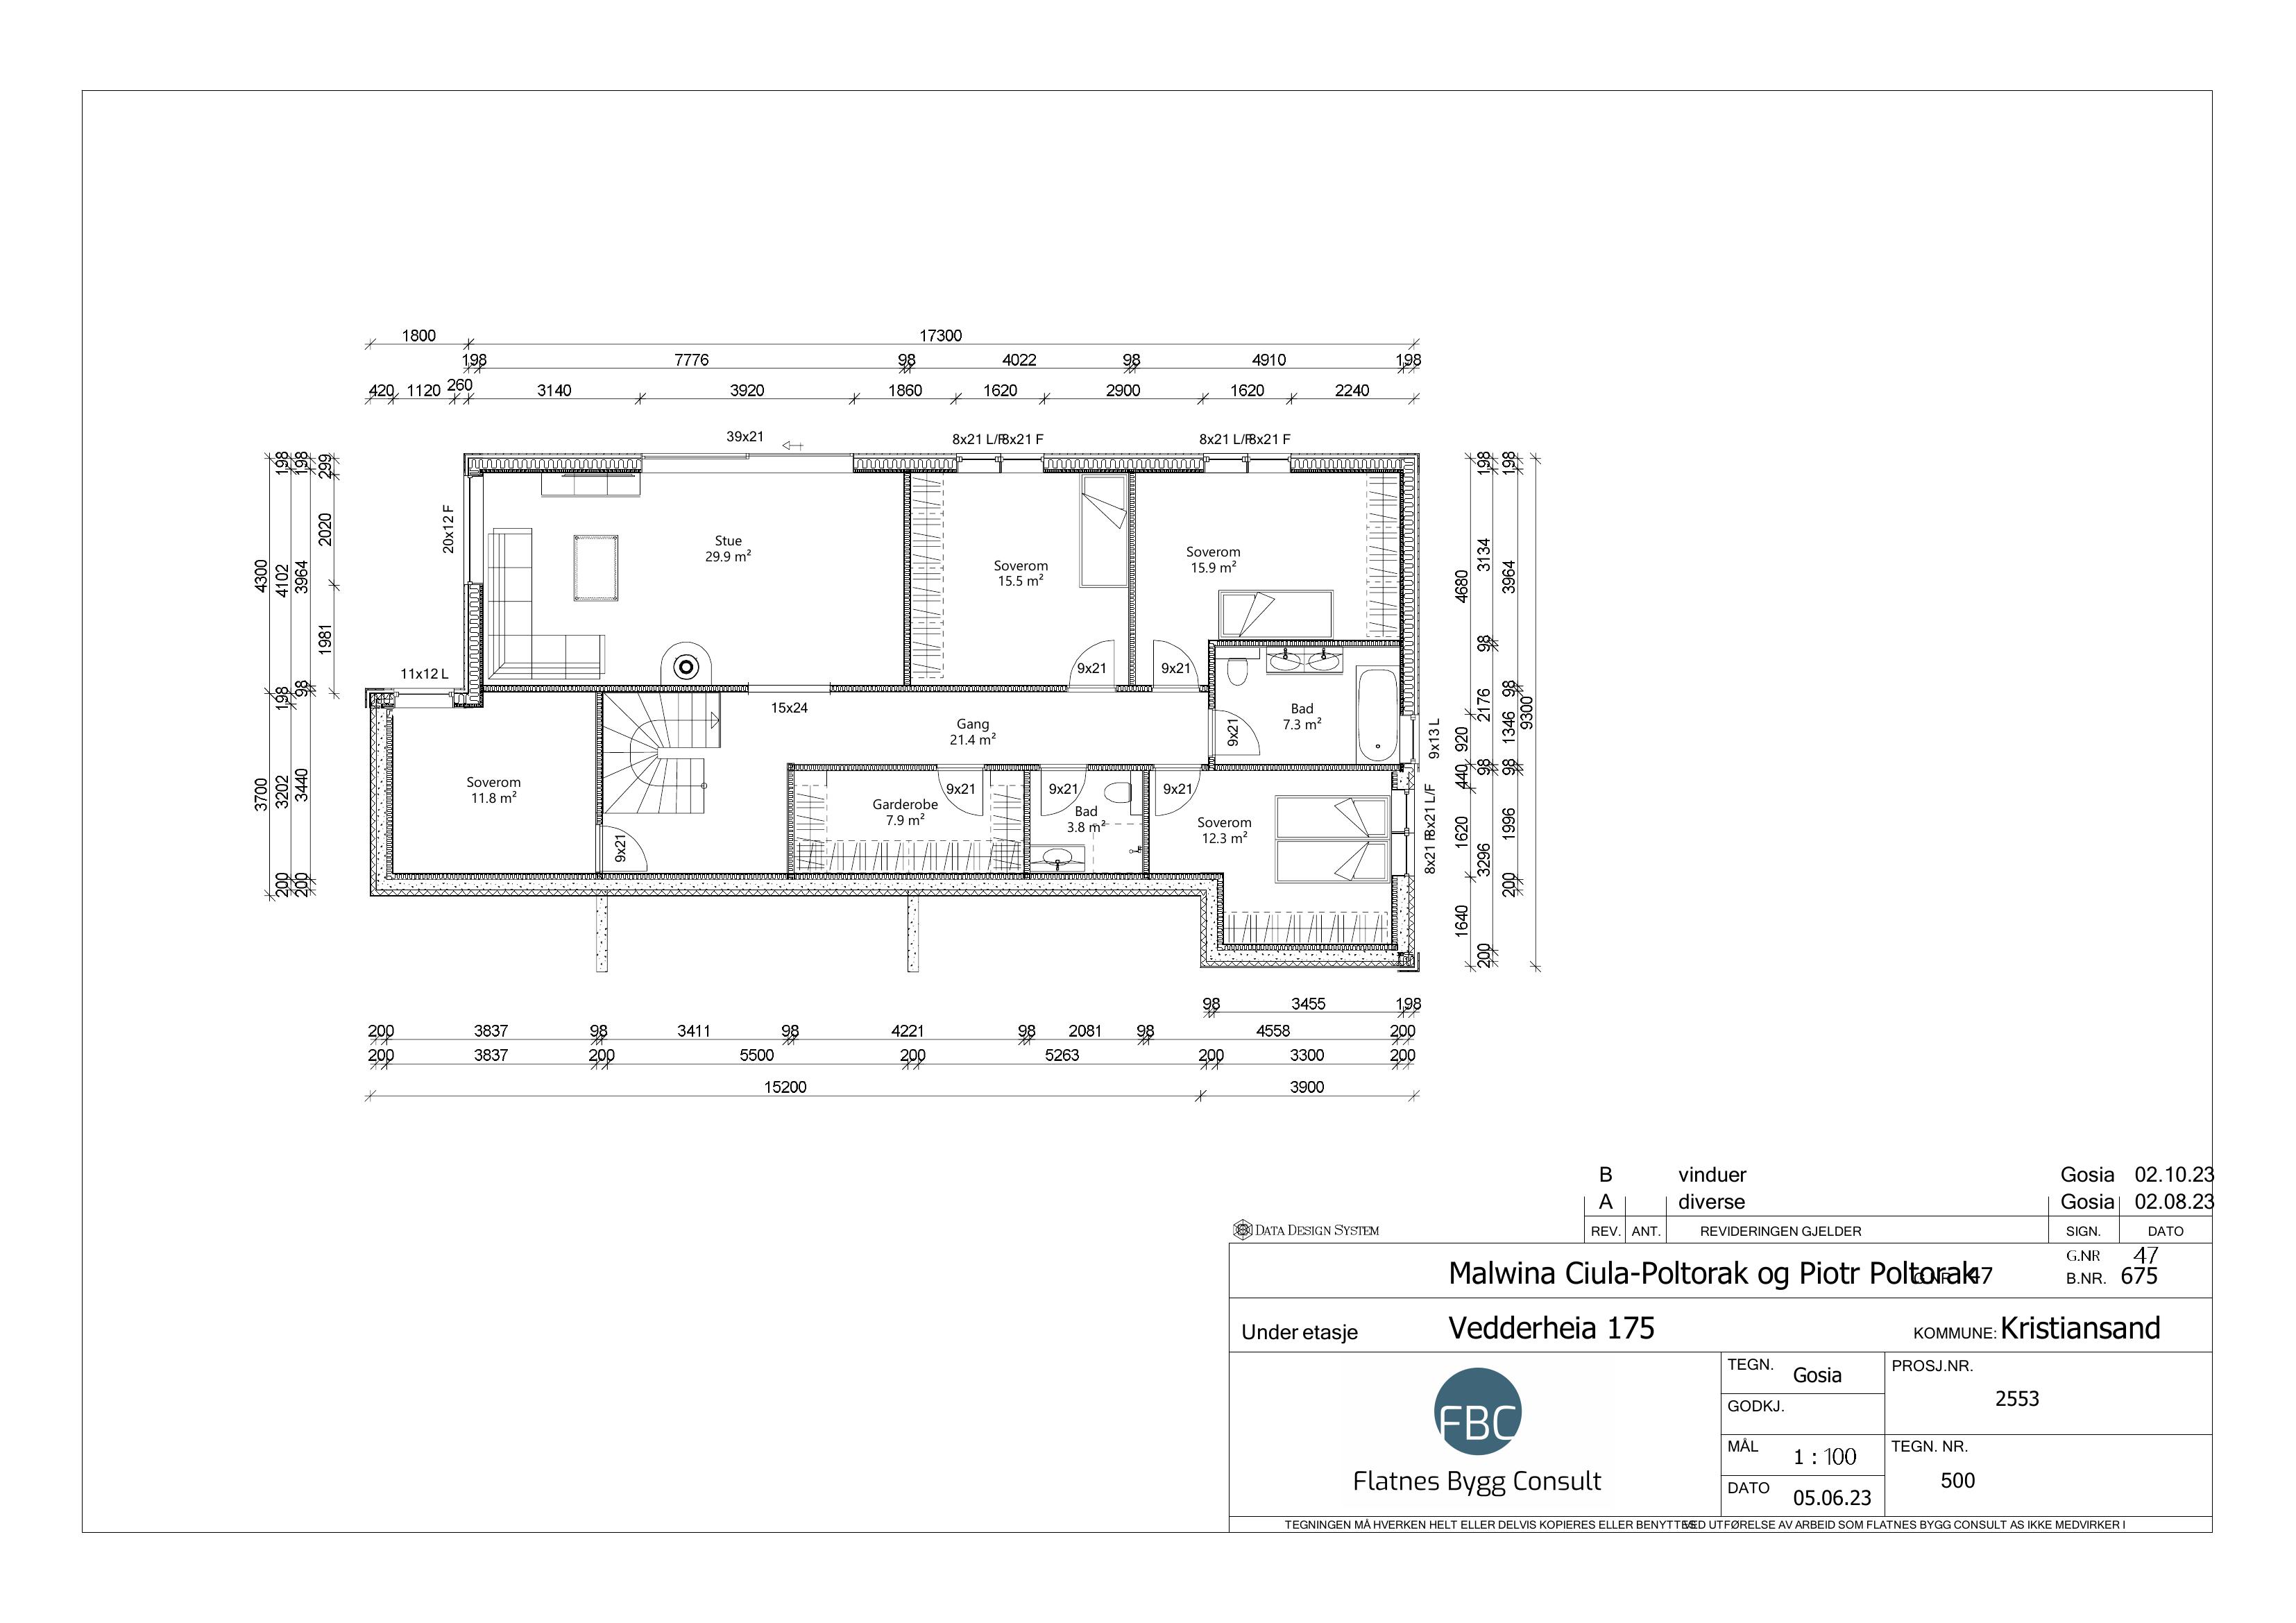 1800 17300
198 7776 98 4022 98 4910 198
420 1120 260 3140 3920 1860 1620 2900 1620 2240
39x21
8x21 L/F 8x21 F
8x21 L/F 8x21 F
198 198 299
198 198
20x12 F
2020
4300
4102
3964
1981
Stue
29.9 m²
Soverom
15.5 m²
Soverom
15.9 m²
3134
4680
3964
98
11x12 L
9x21
9x21
198 98
15x24
Gang
21.4 m²
9x21
Bad
7.3 m²
9x13 L
920
2176
98
1346
9300
440
98
98
3700
3202
3440
Soverom
11.8 m²
9x21
9x21
9x21
Garderobe
7.9 m²
Bad
3.8 m²
Soverom
12.3 m²
9x21
8x21 F 8x21 L/F
1620
3296
1996
200
200 200
1640
200
98 3455 198
200 3837 98 3411 98 4221 98 2081 98 4558 200
200 3837 200 5500 200 5263 200 3300 200
15200 3900
B vinduer Gosia 02.10.23
A diverse Gosia 02.08.23
DATA DESIGN SYSTEM
REV. ANT. REVIDERINGEN GJELDER SIGN. DATO
G.NR 47
Malwina Ciula-Poltorak og Piotr Poltorak
G.NR 47
B.NR. 675
Under etasje Vedderheia 175 KOMMUNE: Kristiansand
TEGN. Gosia PROSJ.NR.
2553
GODKJ.
FBC
Flatnes Bygg Consult
MÅL 1 : 100 TEGN. NR.
500
DATO 05.06.23
TEGNINGEN MÅ HVERKEN HELT ELLER DELVIS KOPIERES ELLER BENYTTES VED UTFØRELSE AV ARBEID SOM FLATNES BYGG CONSULT AS IKKE MEDVIRKER I